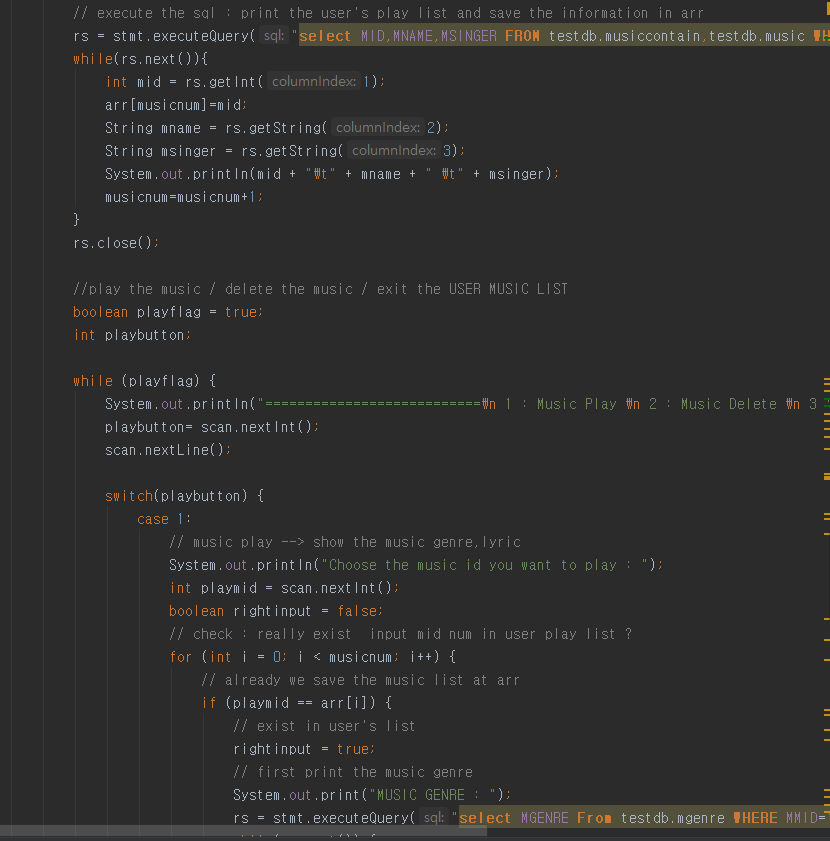 // execute the sql : print the user's play list and save the information in arr
rs = stmt.executeQuery( sql: "select MID,MNAME,MSINGER FROM testdb.musiccontain,testdb.music WH
while(rs.next()){
int mid = rs.getInt( columnIndex: 1);
arr[musicnum]=mid;
String mname = rs.getString( columnIndex: 2);
String msinger = rs.getString( columnIndex: 3);
System.out.println(mid + "₩t" + mname + " ₩t" + msinger);
musicnum=musicnum+1;
}
rs.close();
//play the music / delete the music / exit the USER MUSIC LIST
boolean playflag = true;
int playbutton;
while (playflag) {
System.out.println("===========================₩n 1 : Music Play ₩n 2 : Music Delete ₩n 3
playbutton= scan.nextInt();
scan.nextLine();
switch(playbutton) {
case 1:
// music play --> show the music genre,lyric
System.out.println("Choose the music id you want to play : ");
int playmid = scan.nextInt();
boolean rightinput = false;
// check : really exist  input mid num in user play list ?
for (int i = 0; i < musicnum; i++) {
// already we save the music list at arr
if (playmid == arr[i]) {
// exist in user's list
rightinput = true;
// first print the music genre
System.out.print("MUSIC GENRE : ");
rs = stmt.executeQuery( sql: "select MGENRE From testdb.mgenre WHERE MMID=